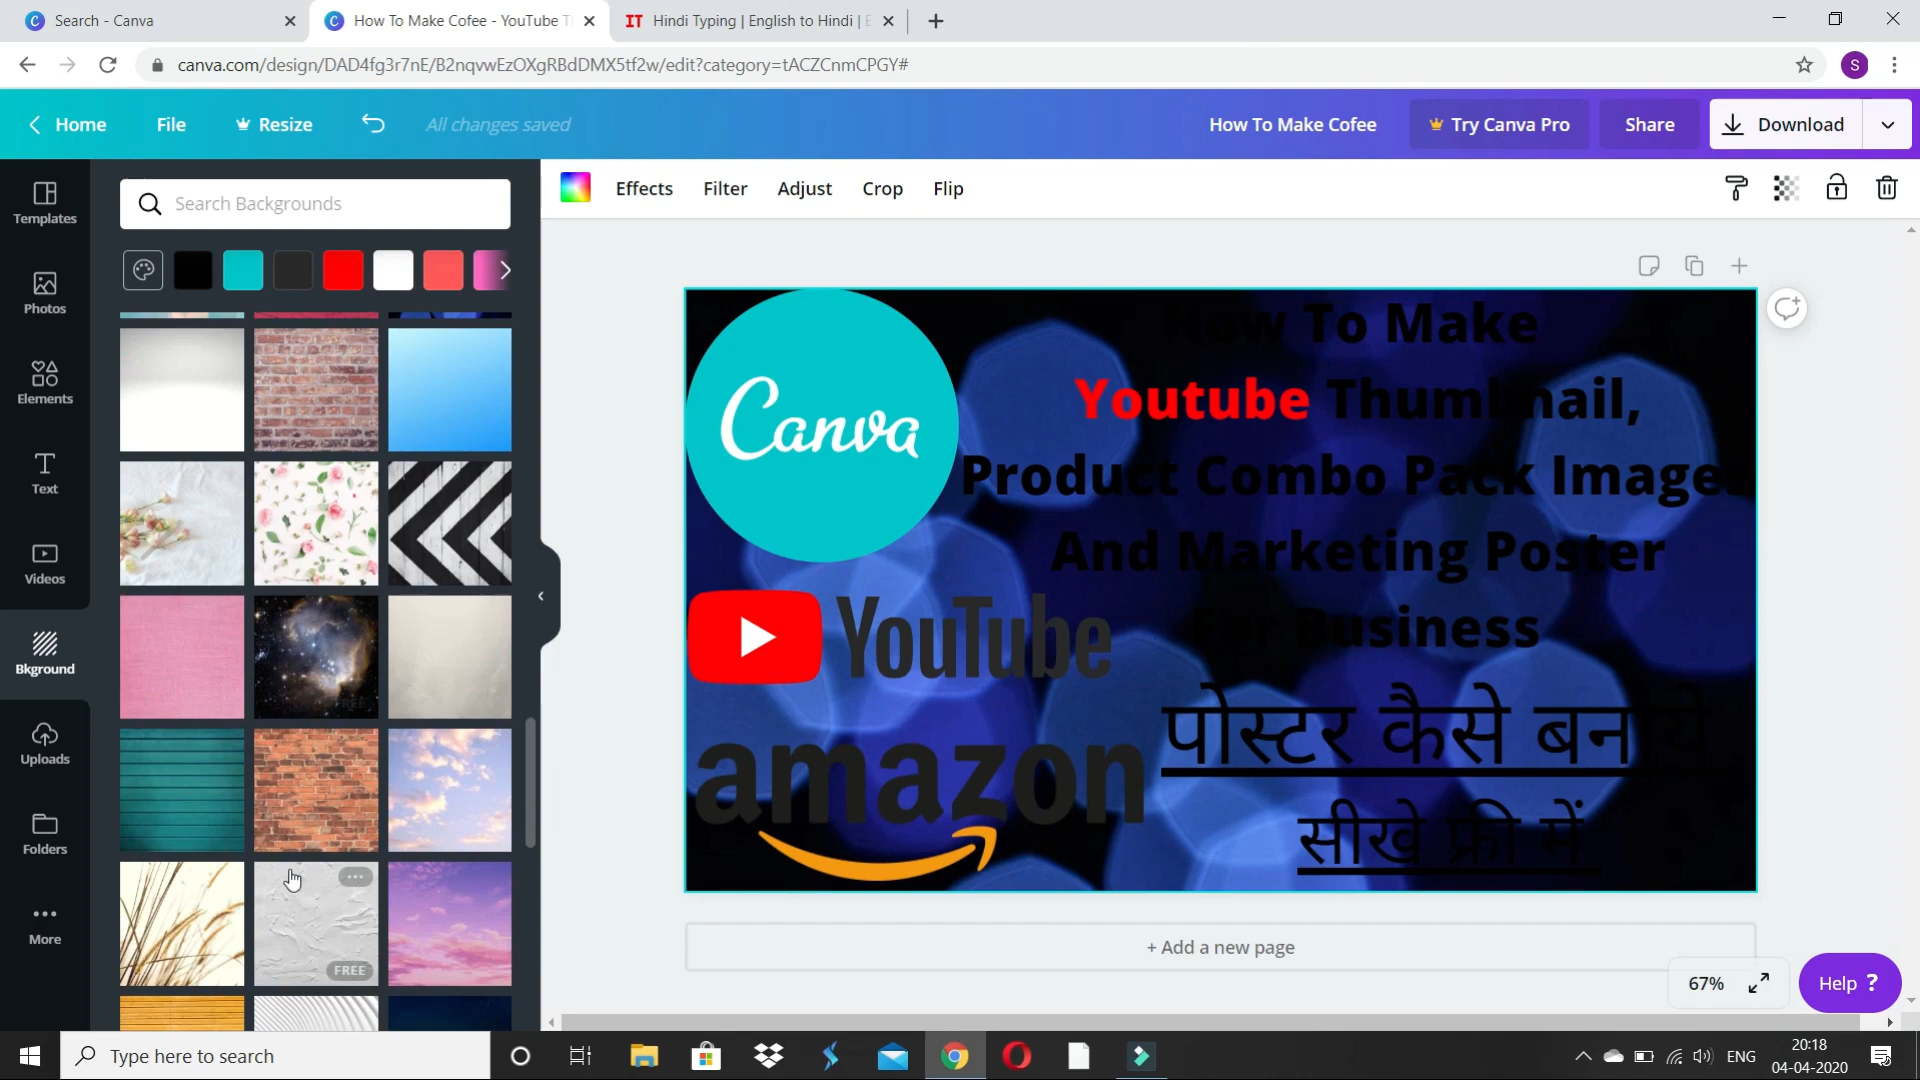 Search - Canva
How To Make Cofee - YouTube T
Hindi Typing | English to Hindi | E
canva.com/design/DAD4fg3r7nE/B2nqvwEzOXgRBdDMX5tf2w/edit?category=tACZCnmCPGY#
S
Home
File
Resize
All changes saved
How To Make Cofee
Try Canva Pro
Share
Download
Templates
Photos
Elements
Text
Videos
Bkground
Uploads
Folders
More
Search Backgrounds
FREE
Effects
Filter
Adjust
Crop
Flip
Canva
How To Make
Youtube Thumbnail,
Product Combo Pack Images
And Marketing Poster
For Business
YouTube
amazon
पोस्टर कैसे बनाये
सीखे फ्री में
+ Add a new page
67%
Help ?
Type here to search
ENG
20:18
04-04-2020